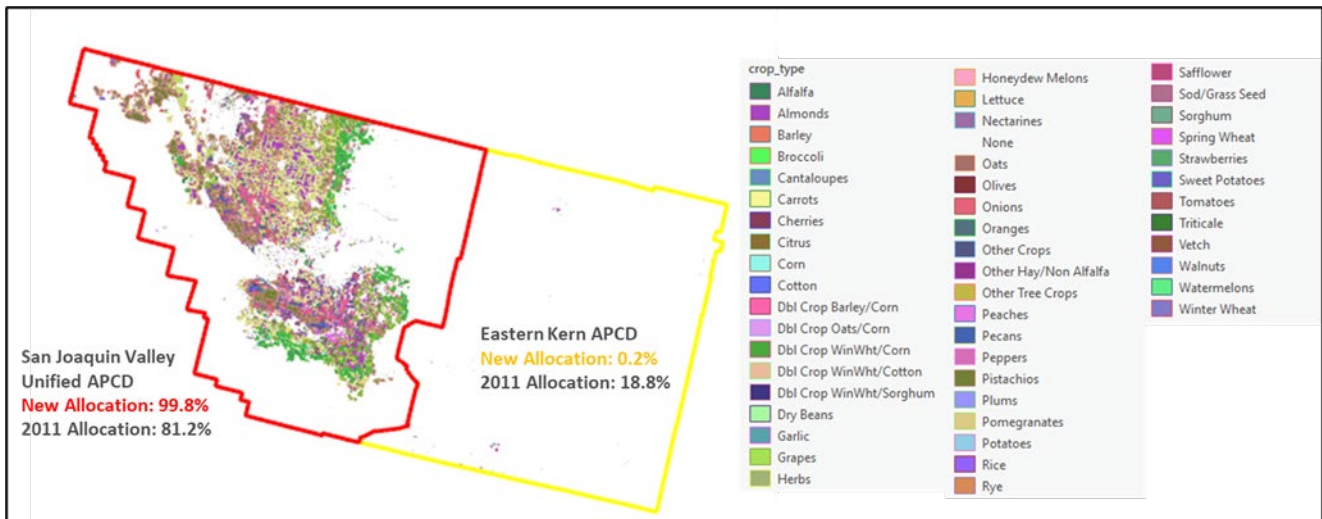 San Joaquin Valley
Unified APCD
New Allocation: 99.8%
2011 Allocation: 81.2%
Eastern Kern APCD
New Allocation: 0.2%
2011 Allocation: 18.8%
crop_type
Alfalfa
Almonds
Barley
Broccoli
Cantaloupes
Carrots
Cherries
Citrus
Corn
Cotton
Dbl Crop Barley/Corn
Dbl Crop Oats/Corn
Dbl Crop WinWht/Corn
Dbl Crop WinWht/Cotton
Dbl Crop WinWht/Sorghum
Dry Beans
Garlic
Grapes
Herbs
Honeydew Melons
Lettuce
Nectarines
None
Oats
Olives
Onions
Oranges
Other Crops
Other Hay/Non Alfalfa
Other Tree Crops
Peaches
Pecans
Peppers
Pistachios
Plums
Pomegranates
Potatoes
Rice
Rye
Safflower
Sod/Grass Seed
Sorghum
Spring Wheat
Strawberries
Sweet Potatoes
Tomatoes
Triticale
Vetch
Walnuts
Watermelons
Winter Wheat